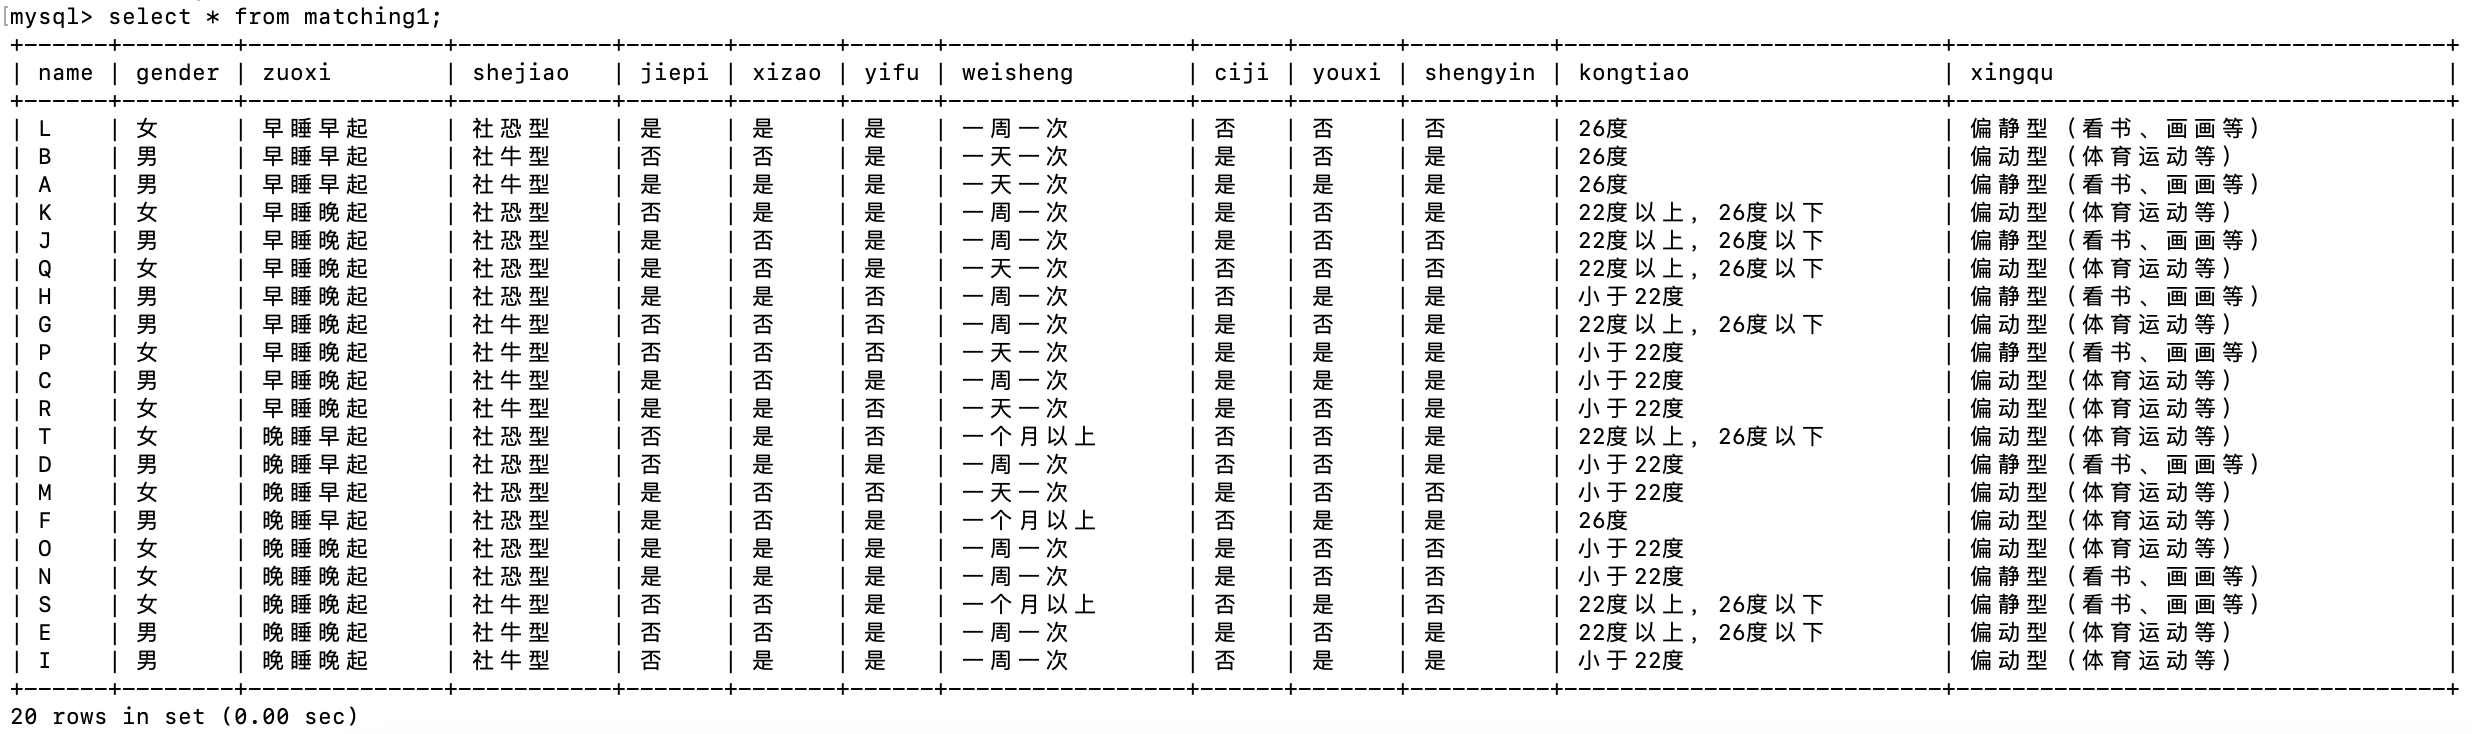 mysql> select * from matching1;
+------+--------+--------------+-----------+-------+-------+------+-----------------+------+-------+----------+---------------------------+-----------------------------------+
| name | gender | zuoxi | shejiao | jiepi | xizao | yifu | weisheng | ciji | youxi | shengyin | kongtiao | xingqu |
+------+--------+--------------+-----------+-------+-------+------+-----------------+------+-------+----------+---------------------------+-----------------------------------+
| L | 女 | 早睡早起 | 社恐型 | 是 | 是 | 是 | 一周一次 | 否 | 否 | 否 | 26度 | 偏静型（看书、画画等） |
| B | 男 | 早睡早起 | 社牛型 | 否 | 否 | 是 | 一天一次 | 是 | 否 | 是 | 26度 | 偏动型（体育运动等） |
| A | 男 | 早睡早起 | 社牛型 | 是 | 是 | 是 | 一天一次 | 是 | 是 | 是 | 26度 | 偏静型（看书、画画等） |
| K | 女 | 早睡晚起 | 社恐型 | 否 | 是 | 是 | 一周一次 | 是 | 否 | 是 | 22度以上，26度以下 | 偏动型（体育运动等） |
| J | 男 | 早睡晚起 | 社恐型 | 是 | 否 | 是 | 一周一次 | 是 | 否 | 否 | 22度以上，26度以下 | 偏静型（看书、画画等） |
| Q | 女 | 早睡晚起 | 社恐型 | 是 | 否 | 是 | 一天一次 | 否 | 否 | 否 | 22度以上，26度以下 | 偏动型（体育运动等） |
| H | 男 | 早睡晚起 | 社恐型 | 是 | 是 | 否 | 一周一次 | 否 | 是 | 是 | 小于22度 | 偏静型（看书、画画等） |
| G | 男 | 早睡晚起 | 社牛型 | 否 | 否 | 否 | 一周一次 | 是 | 否 | 是 | 22度以上，26度以下 | 偏动型（体育运动等） |
| P | 女 | 早睡晚起 | 社牛型 | 否 | 否 | 否 | 一天一次 | 是 | 是 | 是 | 小于22度 | 偏静型（看书、画画等） |
| C | 男 | 早睡晚起 | 社牛型 | 是 | 否 | 是 | 一周一次 | 是 | 是 | 是 | 小于22度 | 偏动型（体育运动等） |
| R | 女 | 早睡晚起 | 社牛型 | 是 | 是 | 否 | 一天一次 | 是 | 否 | 是 | 小于22度 | 偏动型（体育运动等） |
| T | 女 | 晚睡早起 | 社恐型 | 否 | 是 | 否 | 一个月以上 | 否 | 否 | 是 | 22度以上，26度以下 | 偏动型（体育运动等） |
| D | 男 | 晚睡早起 | 社恐型 | 否 | 是 | 是 | 一周一次 | 否 | 否 | 是 | 小于22度 | 偏静型（看书、画画等） |
| M | 女 | 晚睡早起 | 社恐型 | 是 | 否 | 否 | 一天一次 | 是 | 否 | 否 | 小于22度 | 偏动型（体育运动等） |
| F | 男 | 晚睡早起 | 社恐型 | 是 | 否 | 是 | 一个月以上 | 否 | 是 | 是 | 26度 | 偏动型（体育运动等） |
| O | 女 | 晚睡晚起 | 社恐型 | 是 | 是 | 是 | 一周一次 | 是 | 否 | 否 | 小于22度 | 偏动型（体育运动等） |
| N | 女 | 晚睡晚起 | 社恐型 | 是 | 是 | 是 | 一周一次 | 是 | 否 | 否 | 小于22度 | 偏静型（看书、画画等） |
| S | 女 | 晚睡晚起 | 社牛型 | 否 | 否 | 是 | 一个月以上 | 否 | 是 | 否 | 22度以上，26度以下 | 偏静型（看书、画画等） |
| E | 男 | 晚睡晚起 | 社牛型 | 否 | 否 | 是 | 一周一次 | 是 | 否 | 是 | 22度以上，26度以下 | 偏动型（体育运动等） |
| I | 男 | 晚睡晚起 | 社牛型 | 否 | 是 | 是 | 一周一次 | 否 | 是 | 是 | 小于22度 | 偏动型（体育运动等） |
+------+--------+--------------+-----------+-------+-------+------+-----------------+------+-------+----------+---------------------------+-----------------------------------+
20 rows in set (0.00 sec)